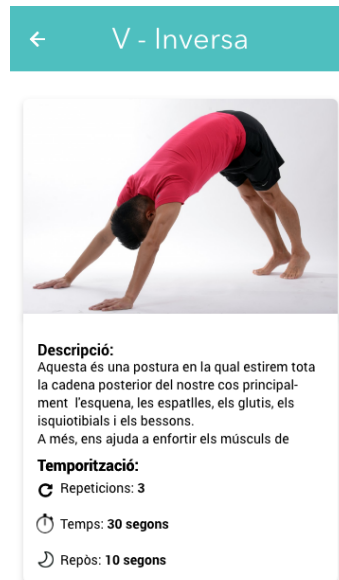 V - Inversa
Descripció:
Aquesta és una postura en la qual estirem tota
la cadena posterior del nostre cos principal-
ment l'esquena, les espatlles, els glutis, els
isquiotibials i els bessons.
A més, ens ajuda a enfortir els músculs de
Temporització:
Repeticions: 3
Temps: 30 segons
Repòs: 10 segons